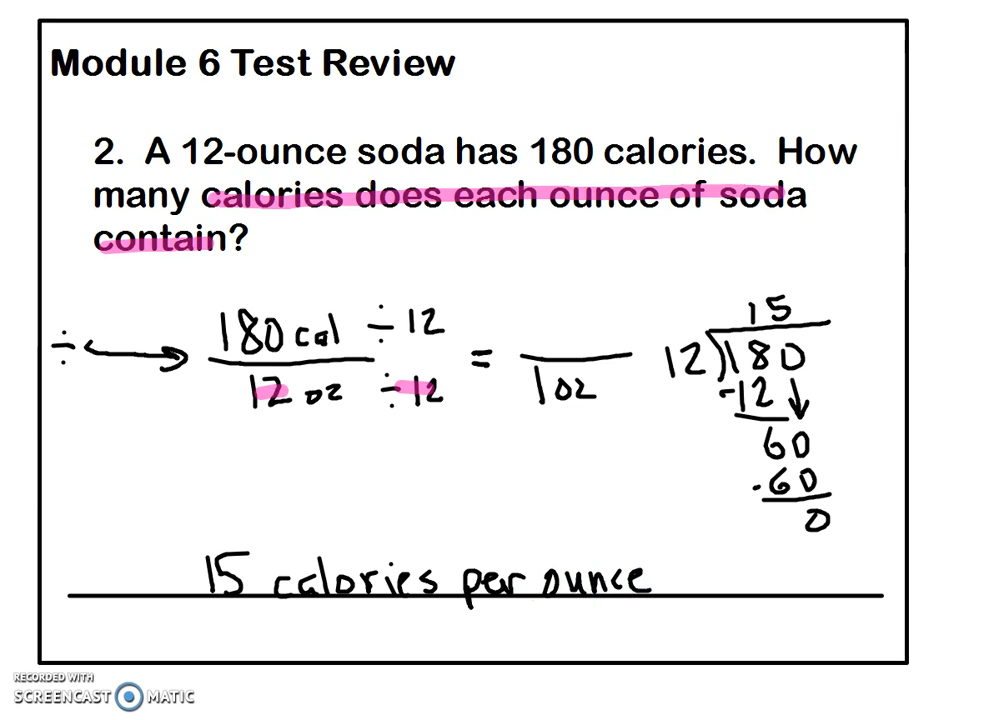 Module 6 Test Review
2. A 12-ounce soda has 180 calories. How
many calories does each ounce of soda
contain?
÷ 180 cal ÷ 12
12 oz ÷ 12
=
1 oz
15
12)180
-12
60
-60
0
15 calories per ounce
RECORDED WITH
SCREENCAST MATIC